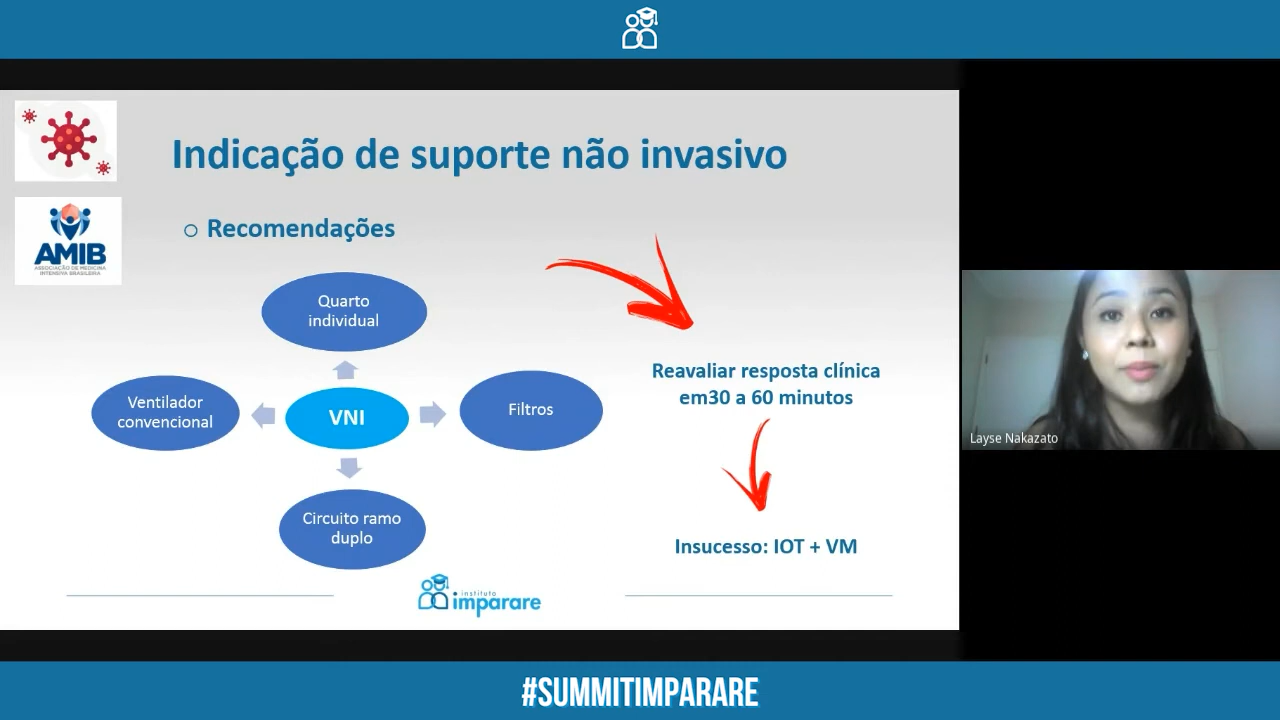 Indicação de suporte não invasivo
o Recomendações
AMIB
ASSOCIAÇÃO DE MEDICINA
INTENSIVA BRASILEIRA
Quarto
individual
Ventilador
convencional
VNI
Filtros
Circuito ramo
duplo
Reavaliar resposta clínica
em30 a 60 minutos
Insucesso: IOT + VM
instituto
imparare
Layse Nakazato
#SUMMITIMPARARE